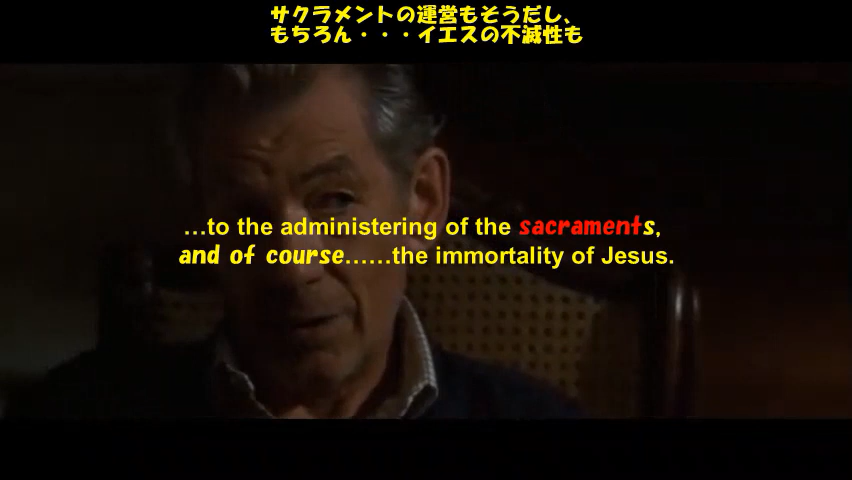 サクラメントの運営もそうだし、
もちろん・・・イエスの不滅性も
…to the administering of the sacraments,
and of course……the immortality of Jesus.